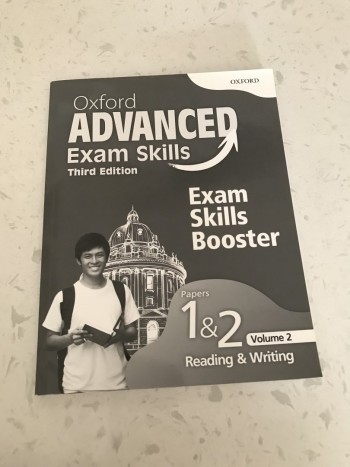 OXFORD
Oxford
ADVANCED
Exam Skills
Third Edition
Exam
Skills
Booster
Papers
1&2
Volume 2
Reading & Writing